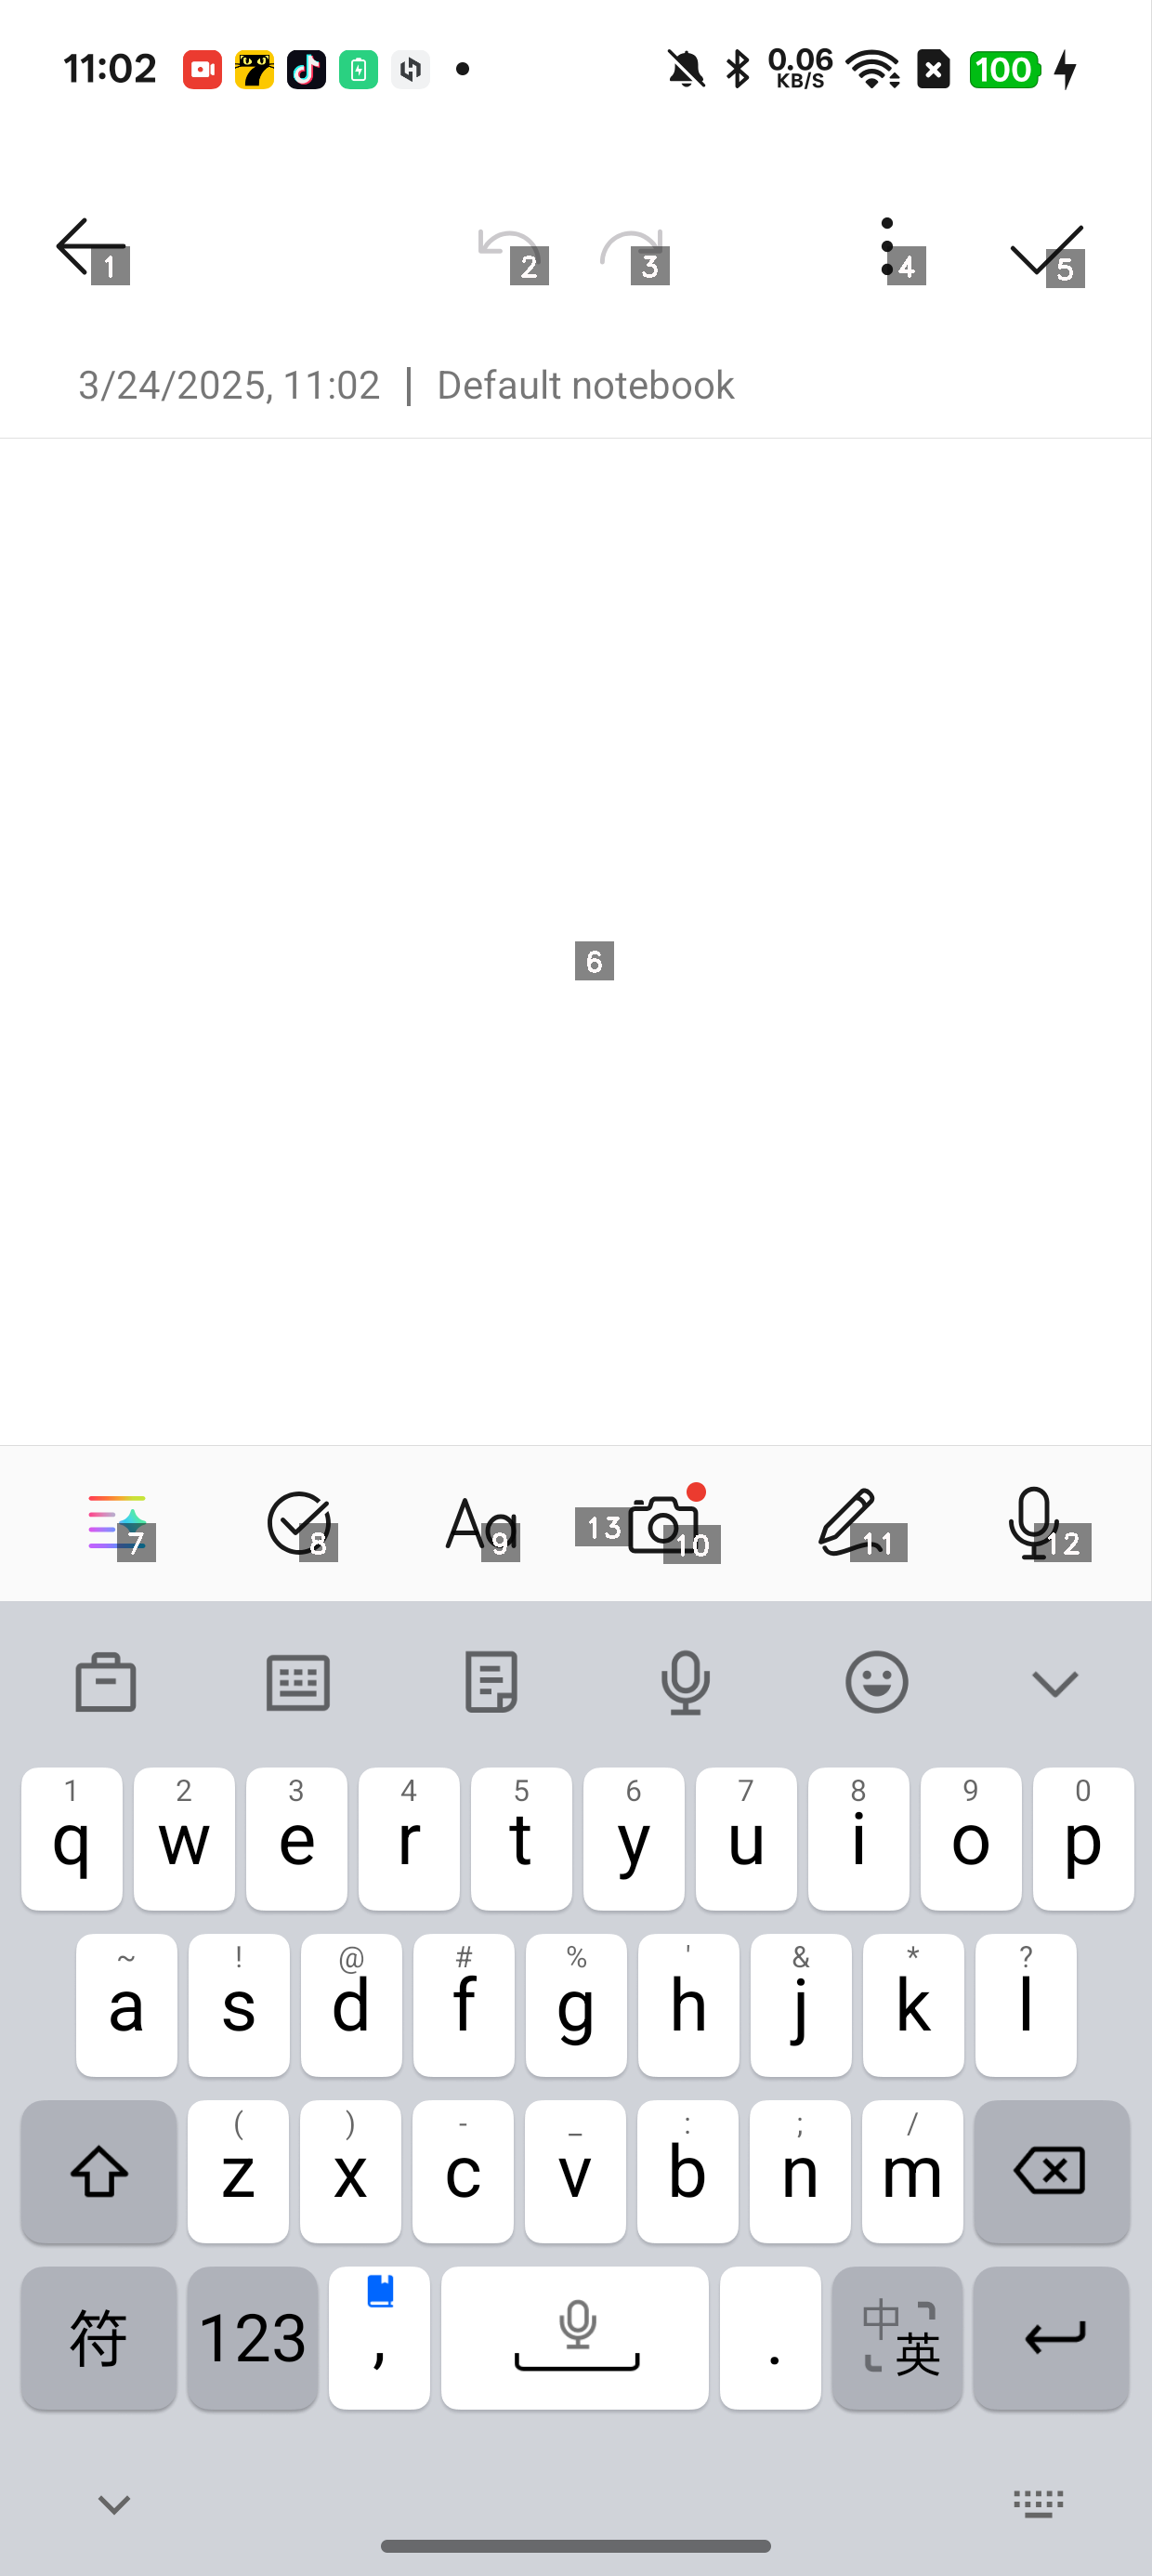 11:02 0.06 KB/S 100
1 2 3 4 5
3/24/2025, 11:02 | Default notebook
6
7 8 Aa 9 13 10 11 12
1 2 3 4 5 6 7 8 9 0
q w e r t y u i o p
~ ! @ # % ' & * ?
a s d f g h j k l
( ) - _ : ; /
z x c v b n m
符 123 , . 中 英